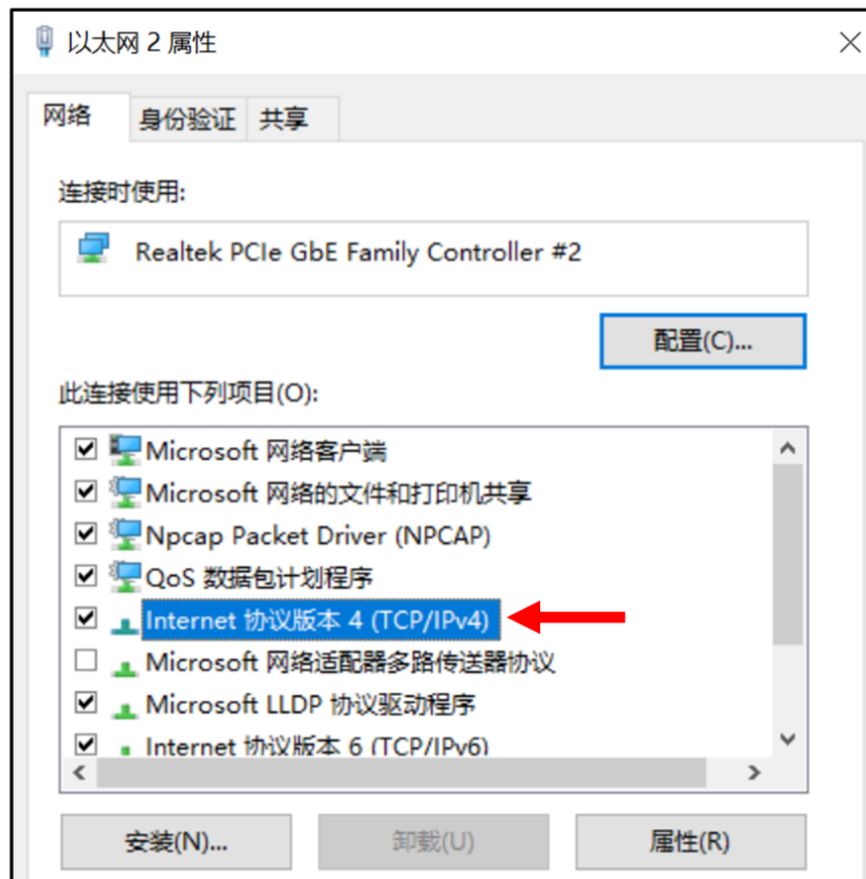 以太网 2 属性
网络 身份验证 共享
连接时使用:
Realtek PCIe GbE Family Controller #2
配置(C)...
此连接使用下列项目(O):
Microsoft 网络客户端
Microsoft 网络的文件和打印机共享
Npcap Packet Driver (NPCAP)
QoS 数据包计划程序
Internet 协议版本 4 (TCP/IPv4)
Microsoft 网络适配器多路传送器协议
Microsoft LLDP 协议驱动程序
Internet 协议版本 6 (TCP/IPv6)
安装(N)... 卸载(U) 属性(R)